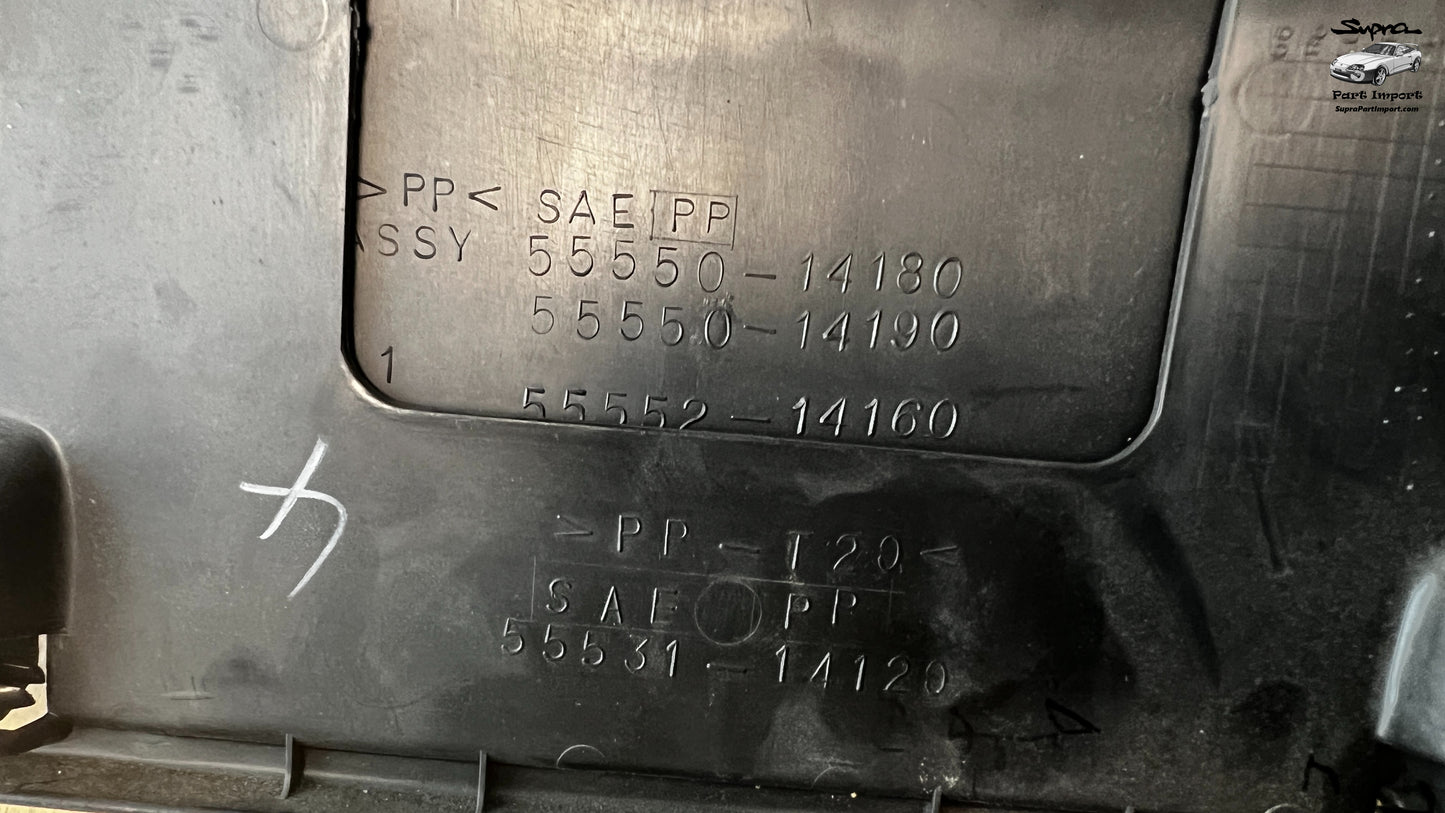 Supra
Part Import
SupraPartImport.com
>PP< SAE PP
ASSY 55550-14180
55550-14190
1
55552-14160
>PP-T20<
SAE PP
55531-14120